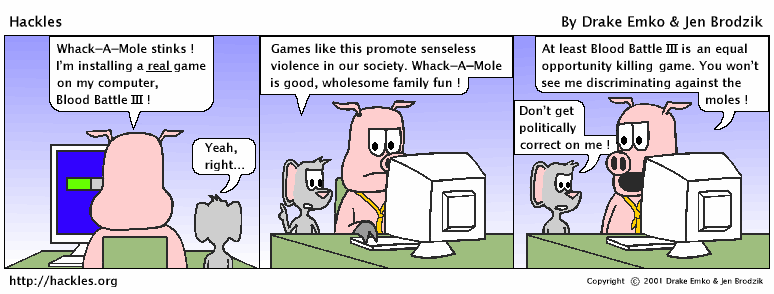 Hackles
By Drake Emko & Jen Brodzik
Whack-A-Mole stinks !
I'm installing a real game
on my computer,
Blood Battle III !
Yeah,
right...
Games like this promote senseless
violence in our society. Whack-A-Mole
is good, wholesome family fun !
At least Blood Battle III is an equal
opportunity killing game. You won't
see me discriminating against the
moles !
Don't get
politically
correct on me !
http://hackles.org
Copyright © 2001 Drake Emko & Jen Brodzik